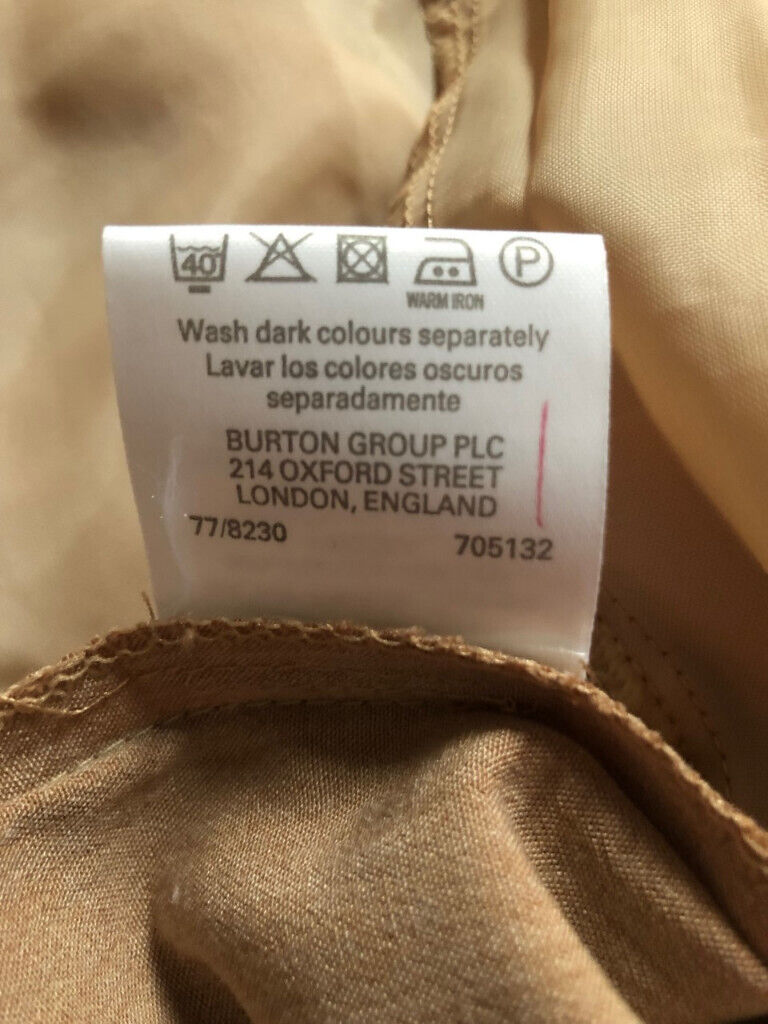 40 P
WARM IRON
Wash dark colours separately
Lavar los colores oscuros
separadamente
BURTON GROUP PLC
214 OXFORD STREET
LONDON, ENGLAND
77/8230 705132